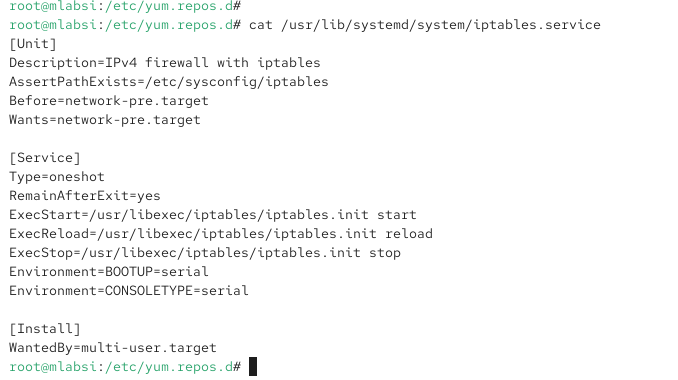 root@mlabsi:/etc/yum.repos.d#
root@mlabsi:/etc/yum.repos.d# cat /usr/lib/systemd/system/iptables.service
[Unit]
Description=IPv4 firewall with iptables
AssertPathExists=/etc/sysconfig/iptables
Before=network-pre.target
Wants=network-pre.target

[Service]
Type=oneshot
RemainAfterExit=yes
ExecStart=/usr/libexec/iptables/iptables.init start
ExecReload=/usr/libexec/iptables/iptables.init reload
ExecStop=/usr/libexec/iptables/iptables.init stop
Environment=BOOTUP=serial
Environment=CONSOLETYPE=serial

[Install]
WantedBy=multi-user.target
root@mlabsi:/etc/yum.repos.d#